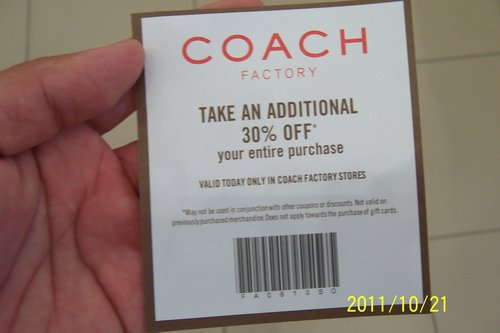 COACH
FACTORY
TAKE AN ADDITIONAL
30% OFF*
your entire purchase
VALID TODAY ONLY IN COACH FACTORY STORES
*May not be used in conjunction with other coupons or discounts. Not valid on
previously purchased merchandise. Does not apply towards the purchase of gift cards.
FA0610SO
2011/10/21